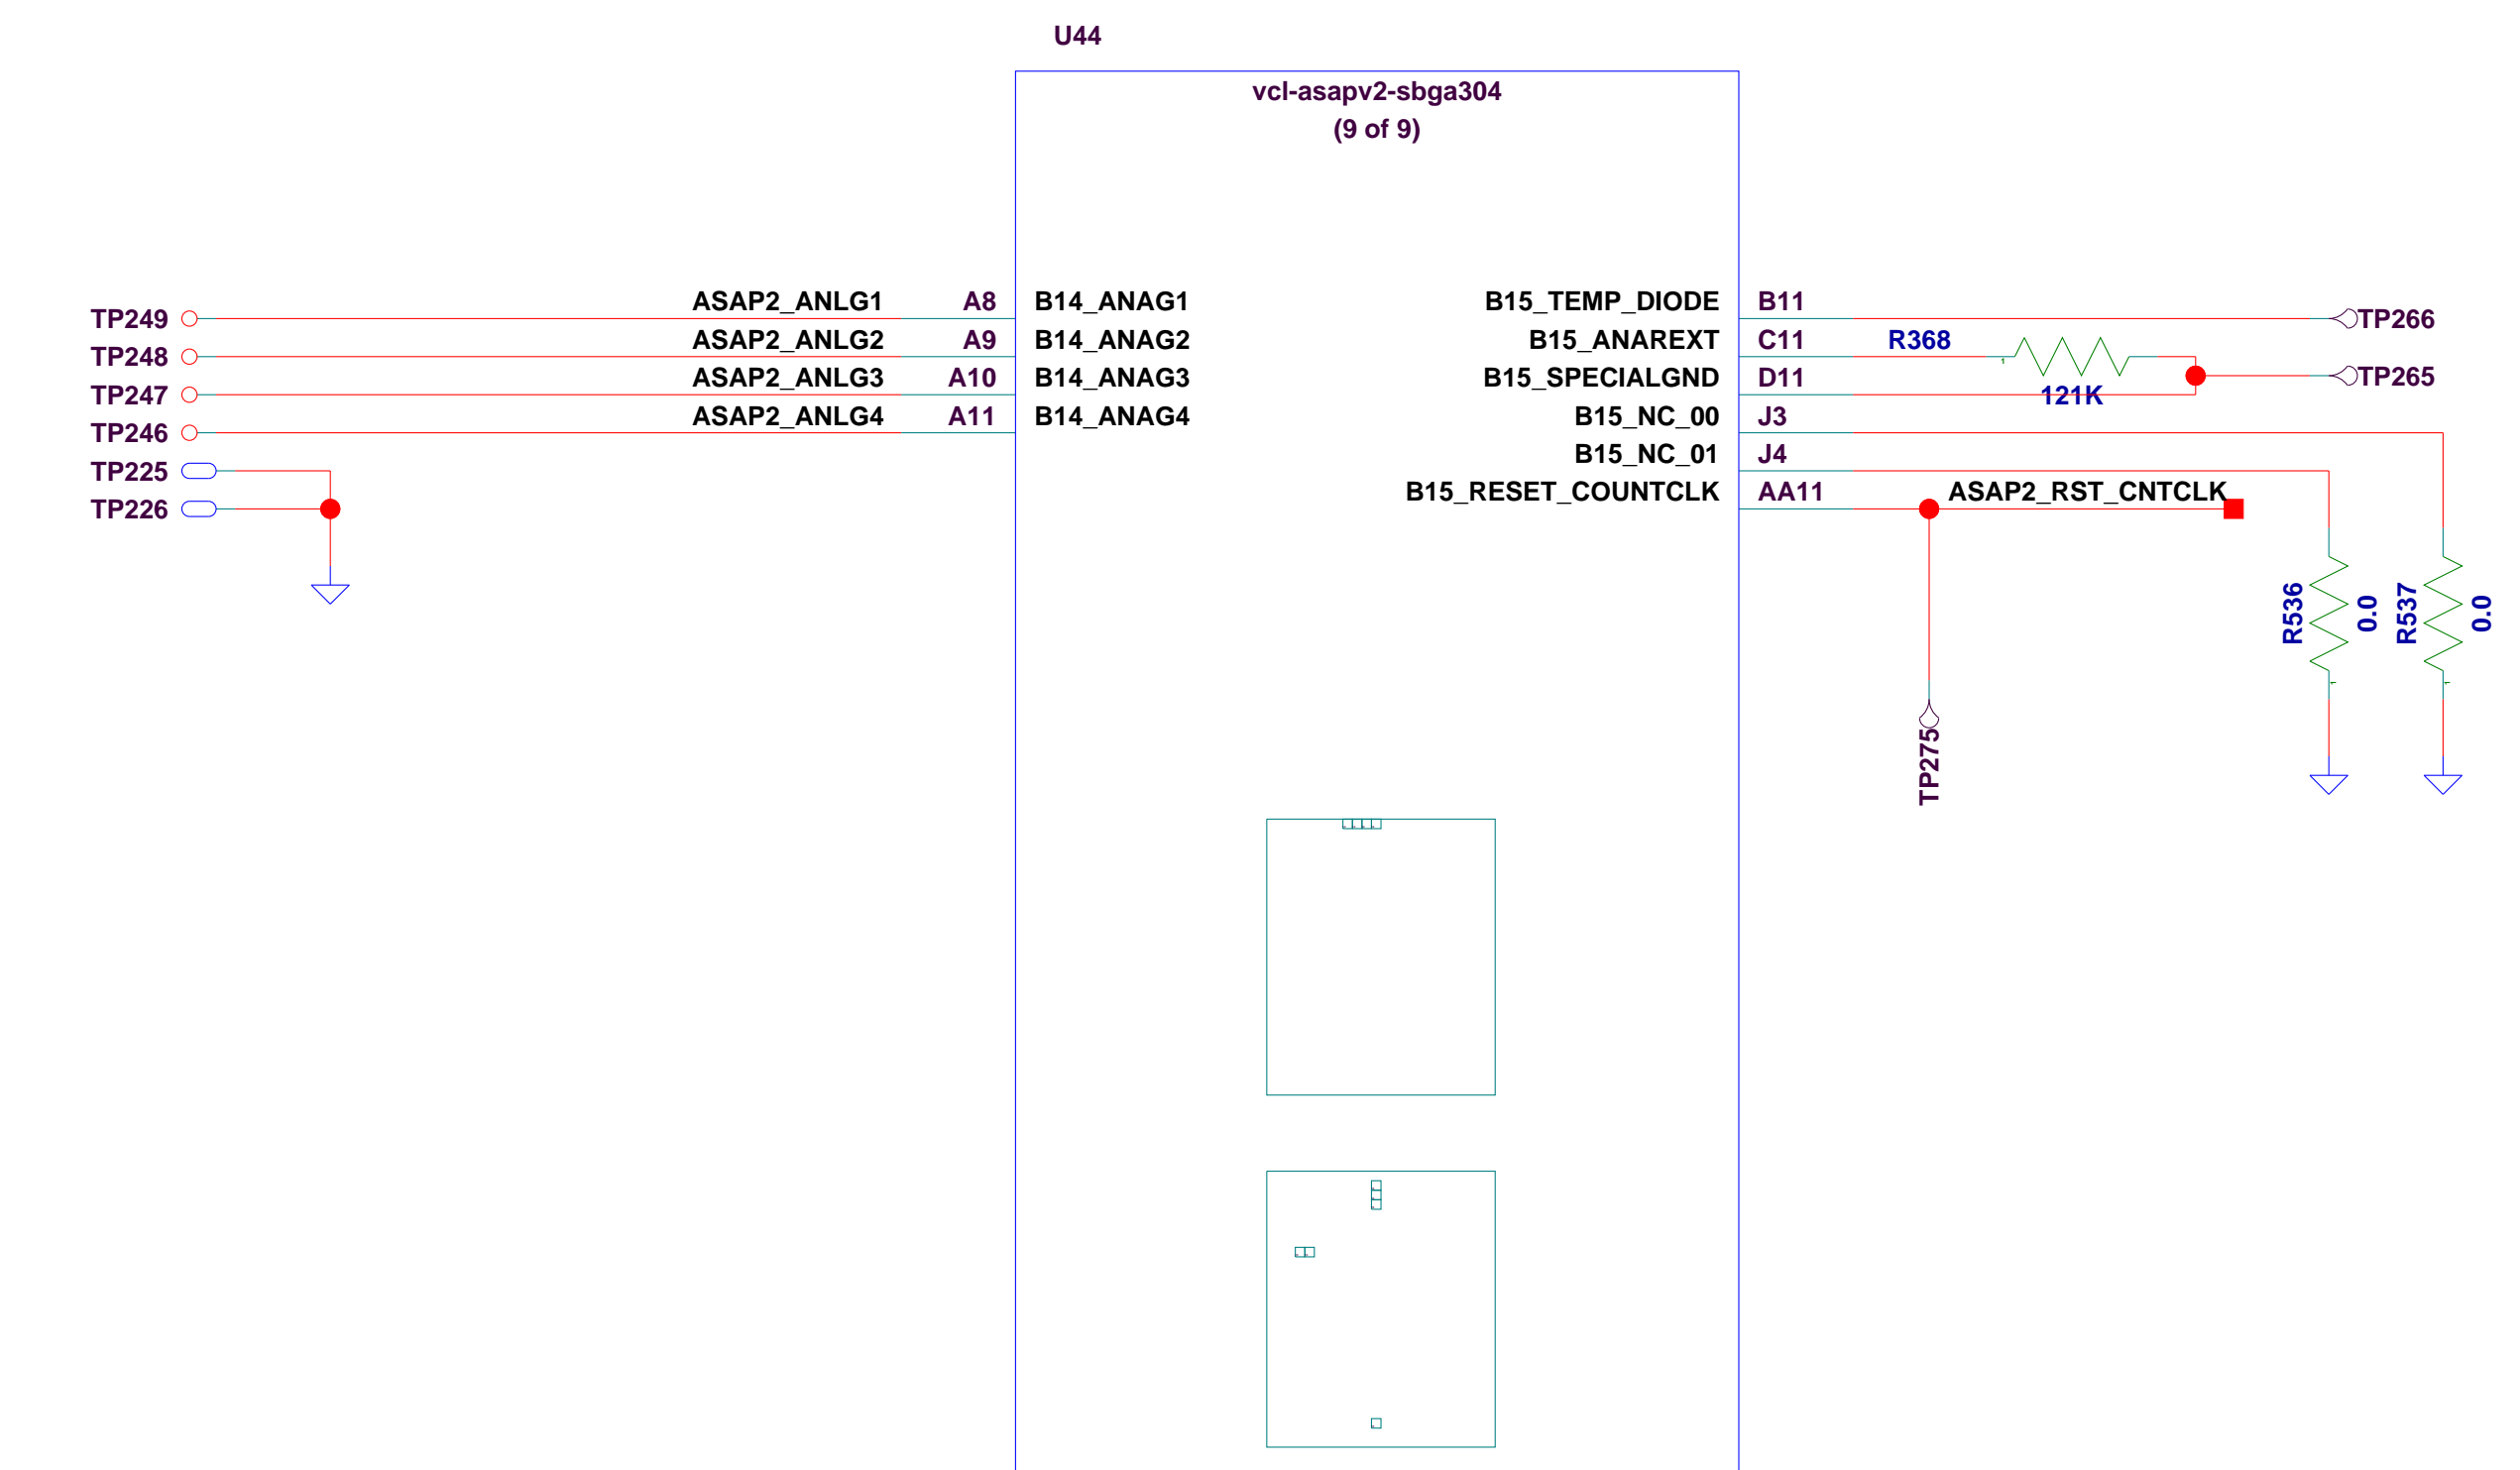 U44
vcl-asapv2-sbga304
(9 of 9)
TP249 ASAP2_ANLG1 A8 B14_ANAG1
TP248 ASAP2_ANLG2 A9 B14_ANAG2
TP247 ASAP2_ANLG3 A10 B14_ANAG3
TP246 ASAP2_ANLG4 A11 B14_ANAG4
TP225
TP226
B15_TEMP_DIODE B11 TP266
B15_ANAREXT C11 R368
B15_SPECIALGND D11 TP265
121K
B15_NC_00 J3
B15_NC_01 J4
B15_RESET_COUNTCLK AA11 ASAP2_RST_CNTCLK
R536
0.0
R537
0.0
TP275